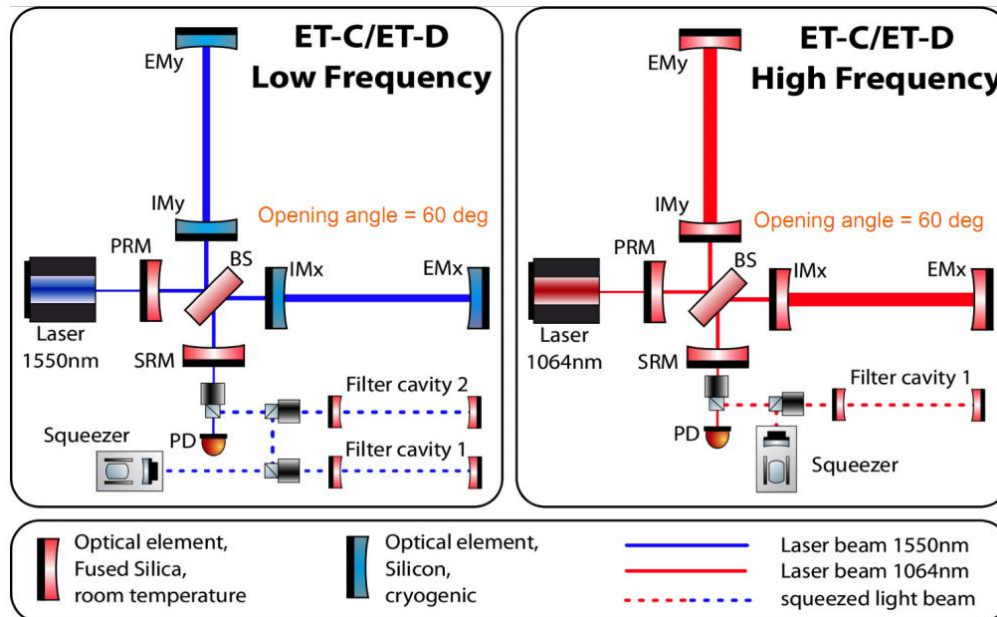 ET-C/ET-D
Low Frequency
EMy
IMy
Opening angle = 60 deg
PRM
BS
IMx
EMx
Laser
1550nm
SRM
Filter cavity 2
Squeezer
PD
Filter cavity 1
ET-C/ET-D
High Frequency
EMy
IMy
Opening angle = 60 deg
PRM
BS
IMx
EMx
Laser
1064nm
SRM
Filter cavity 1
PD
Squeezer
Optical element,
Fused Silica,
room temperature
Optical element,
Silicon,
cryogenic
Laser beam 1550nm
Laser beam 1064nm
squeezed light beam